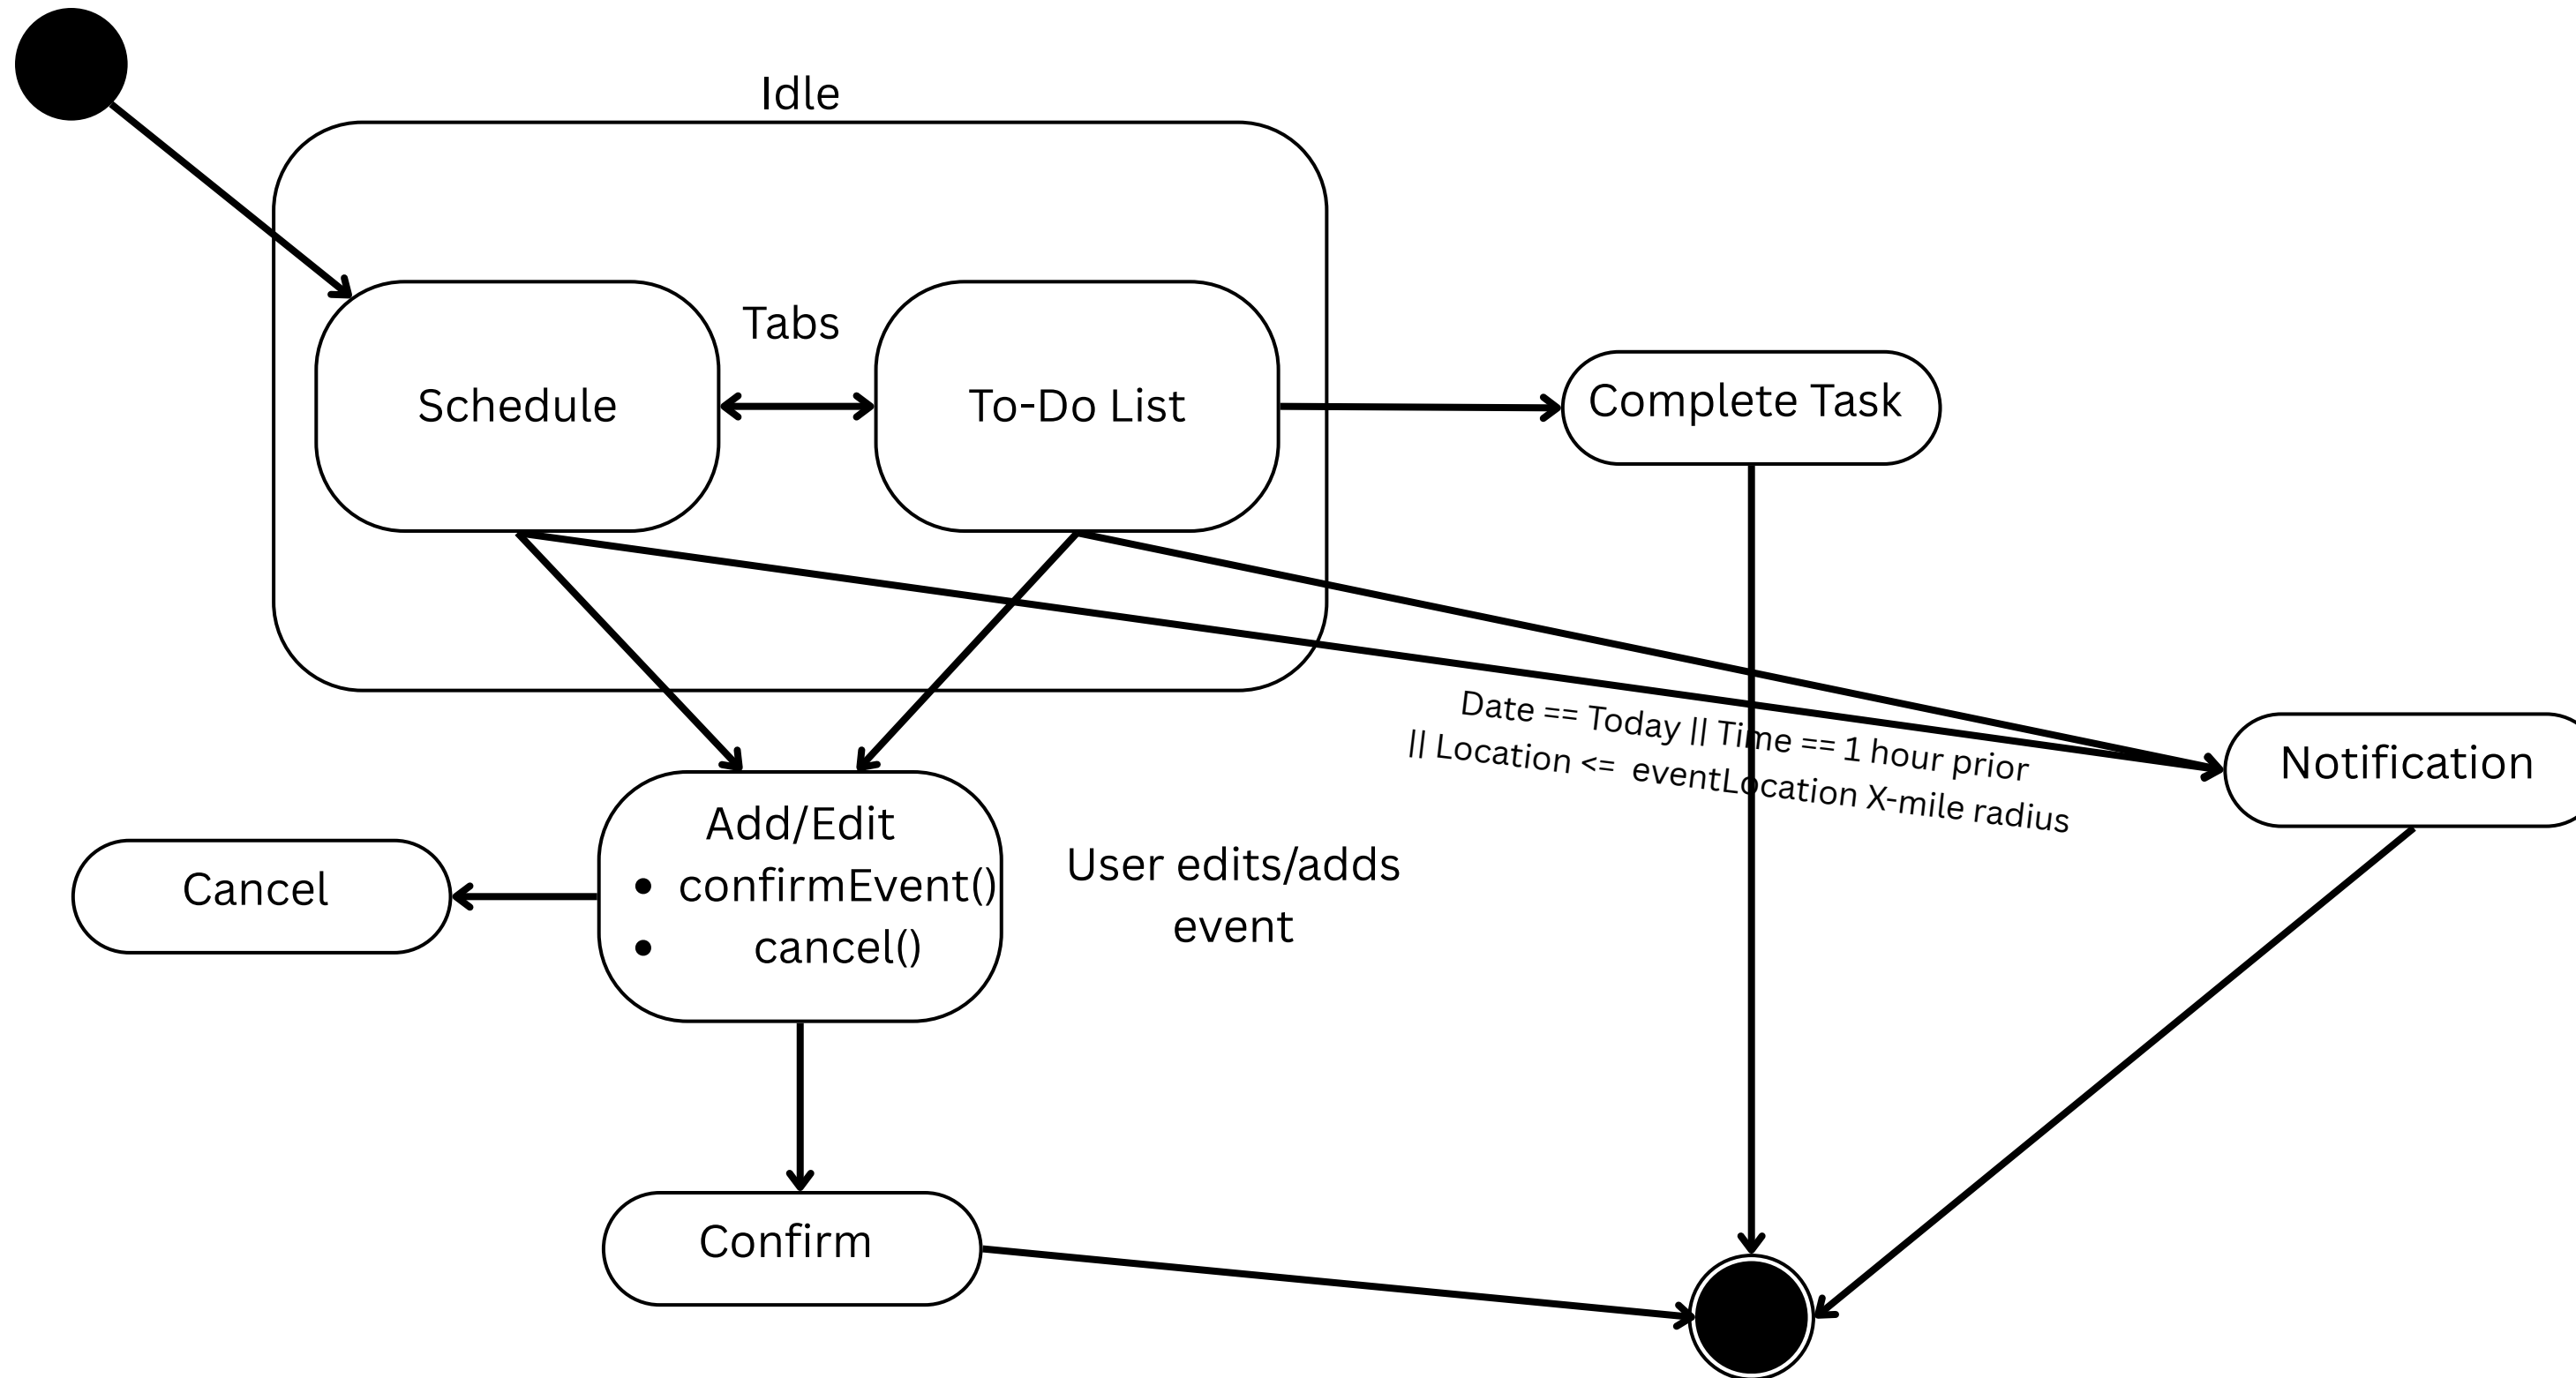 Idle
Tabs
Schedule
To-Do List
Complete Task
Date == Today || Time == 1 hour prior
|| Location <= eventLocation X-mile radius
Notification
Add/Edit
• confirmEvent()
• cancel()
User edits/adds
event
Cancel
Confirm